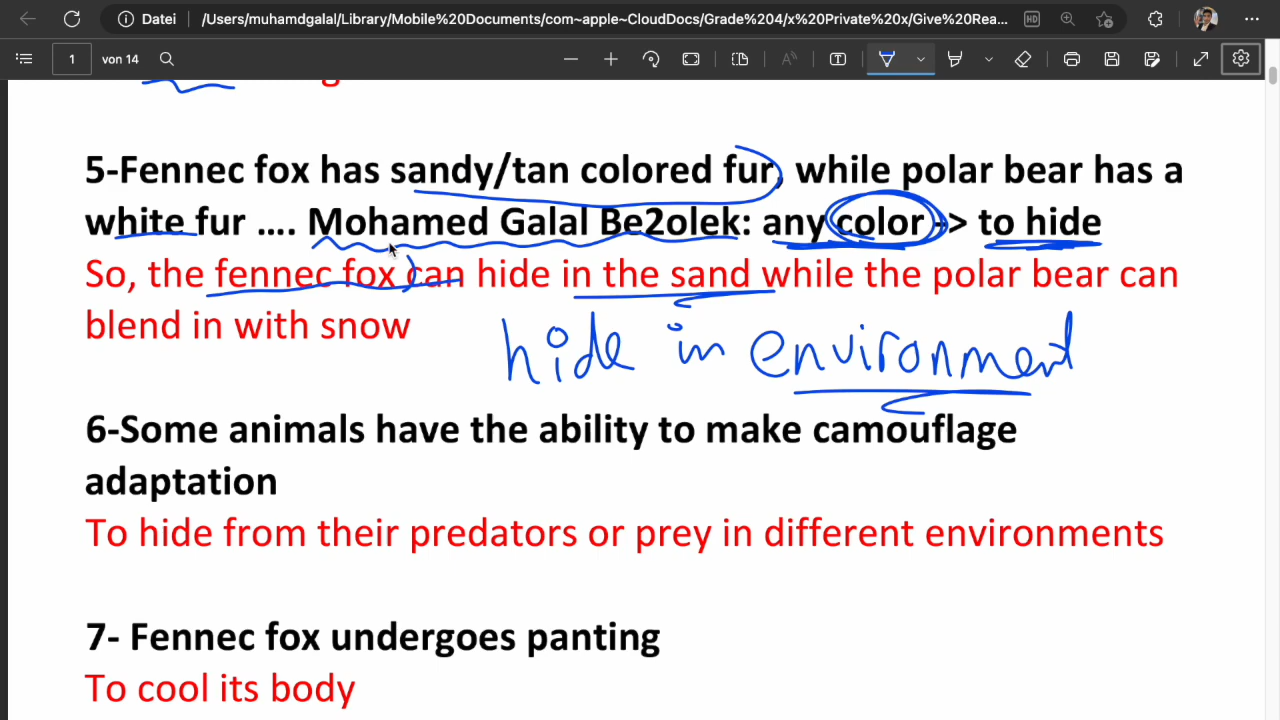 Datei
/Users/muhamdgalal/Library/Mobile%20Documents/com~apple~CloudDocs/Grade%204/x%20Private%20x/Give%20Rea...
HD
1 von 14
5-Fennec fox has sandy/tan colored fur, while polar bear has a
white fur .... Mohamed Galal Be2olek: any color -> to hide
So, the fennec fox can hide in the sand while the polar bear can
blend in with snow
hide in environment
6-Some animals have the ability to make camouflage
adaptation
To hide from their predators or prey in different environments
7- Fennec fox undergoes panting
To cool its body